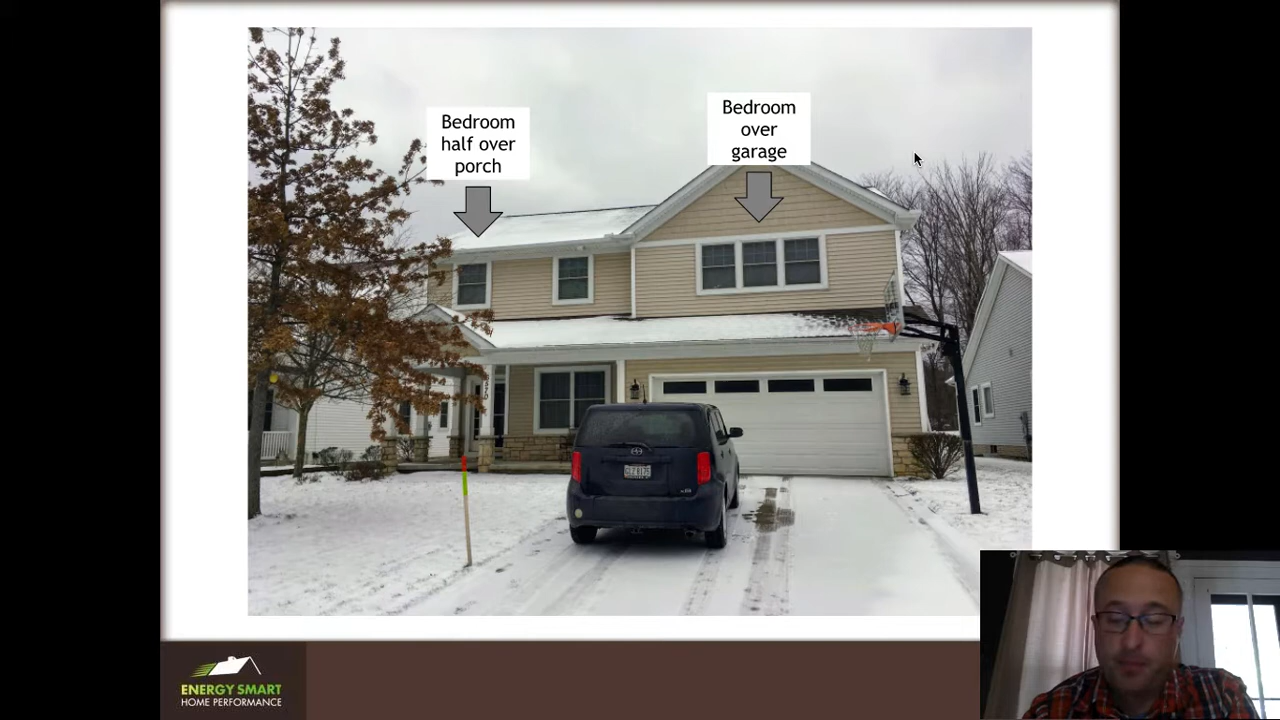 Bedroom
half over
porch
Bedroom
over
garage
ENERGY SMART
HOME PERFORMANCE